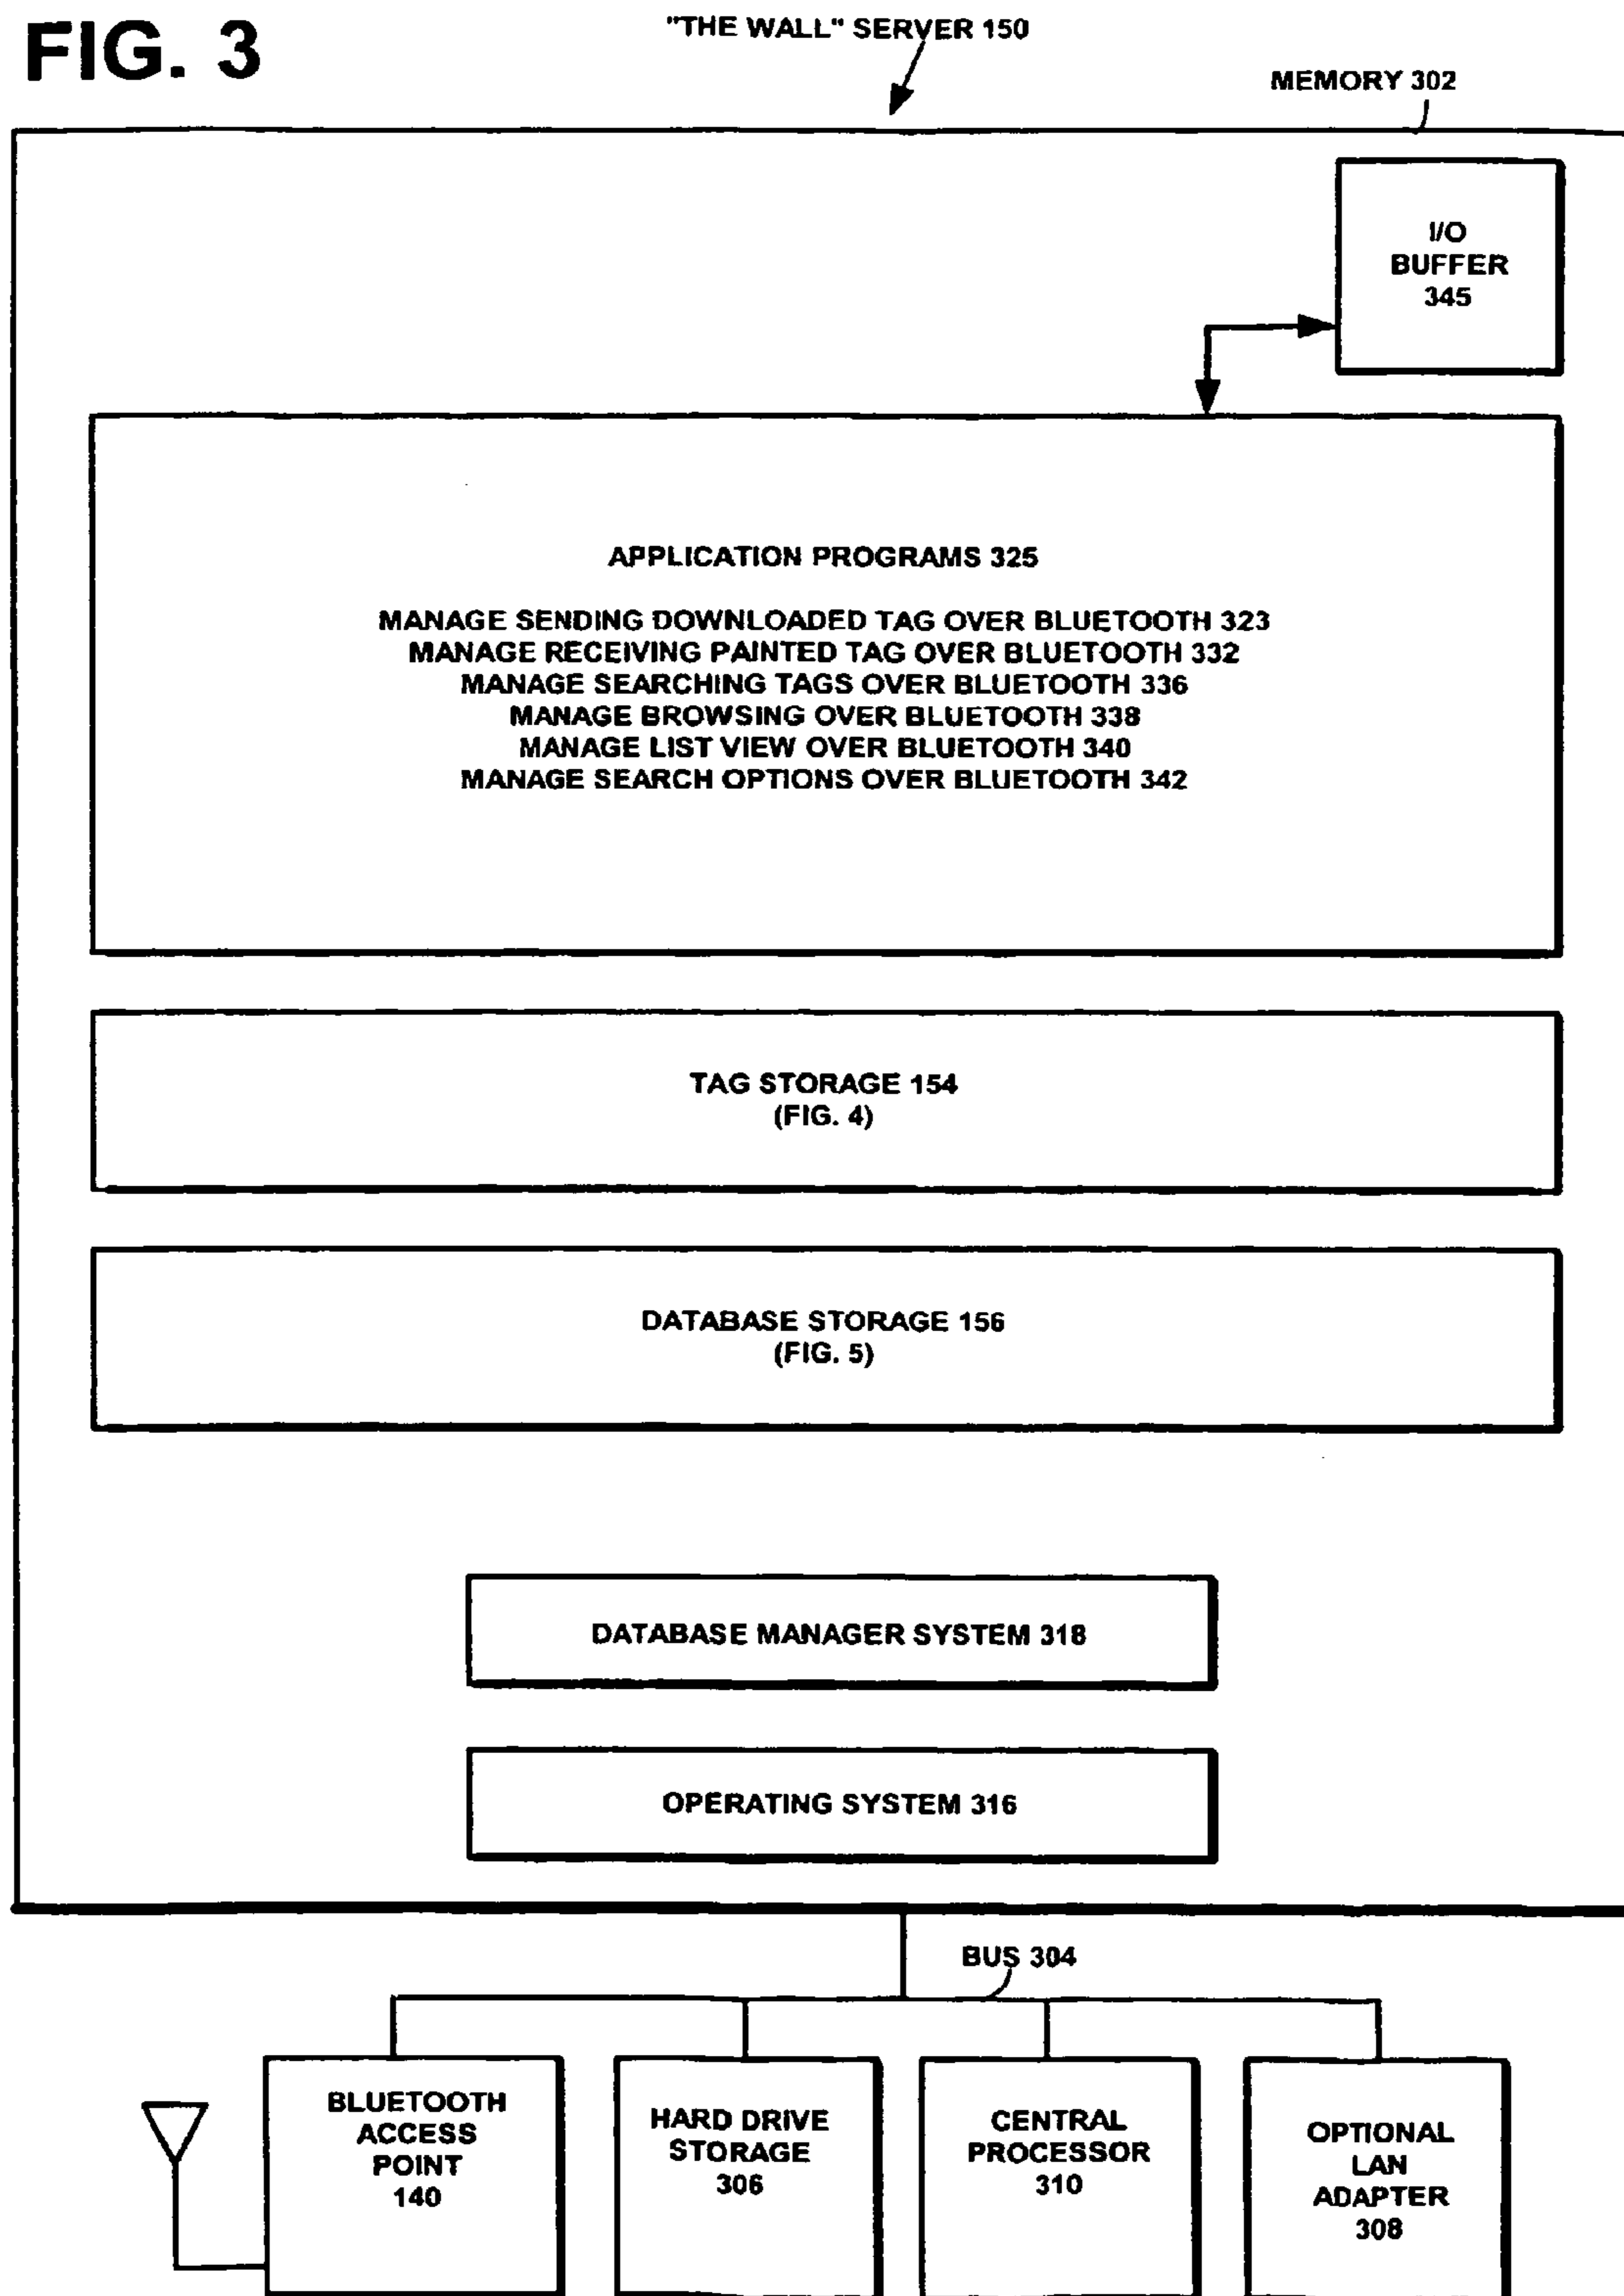 FIG. 3
"THE WALL" SERVER 150
MEMORY 302
I/O
BUFFER
345
APPLICATION PROGRAMS 325
MANAGE SENDING DOWNLOADED TAG OVER BLUETOOTH 323
MANAGE RECEIVING PAINTED TAG OVER BLUETOOTH 332
MANAGE SEARCHING TAGS OVER BLUETOOTH 336
MANAGE BROWSING OVER BLUETOOTH 338
MANAGE LIST VIEW OVER BLUETOOTH 340
MANAGE SEARCH OPTIONS OVER BLUETOOTH 342
TAG STORAGE 154
(FIG. 4)
DATABASE STORAGE 156
(FIG. 5)
DATABASE MANAGER SYSTEM 318
OPERATING SYSTEM 316
BUS 304
BLUETOOTH
ACCESS
POINT
140
HARD DRIVE
STORAGE
306
CENTRAL
PROCESSOR
310
OPTIONAL
LAN
ADAPTER
308